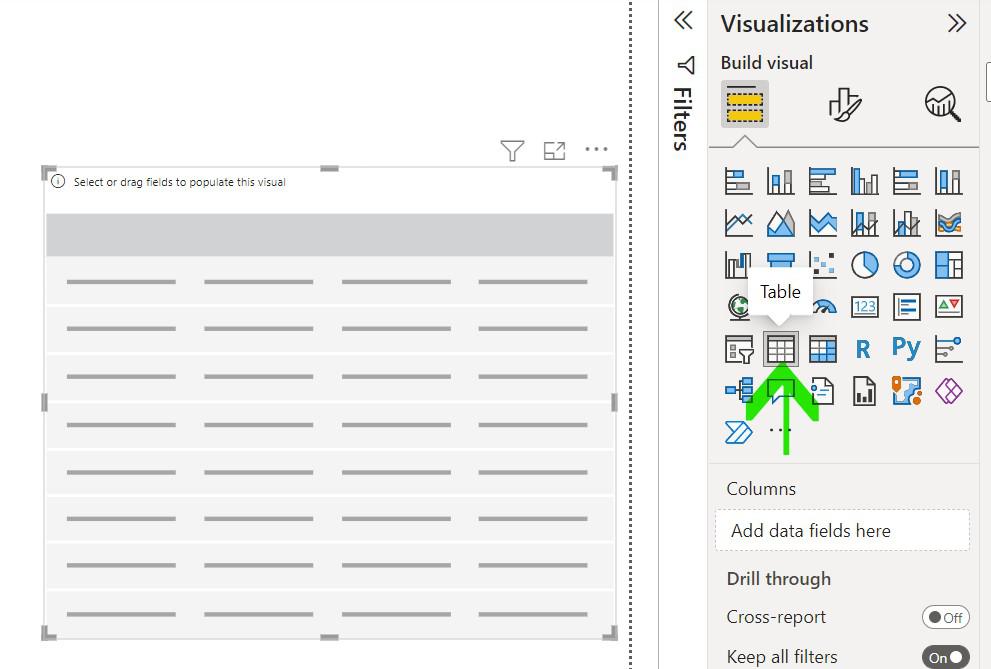 Visualizations
Build visual
Filters
Select or drag fields to populate this visual
Table
123
R
Py
Columns
Add data fields here
Drill through
Cross-report
Off
Keep all filters
On